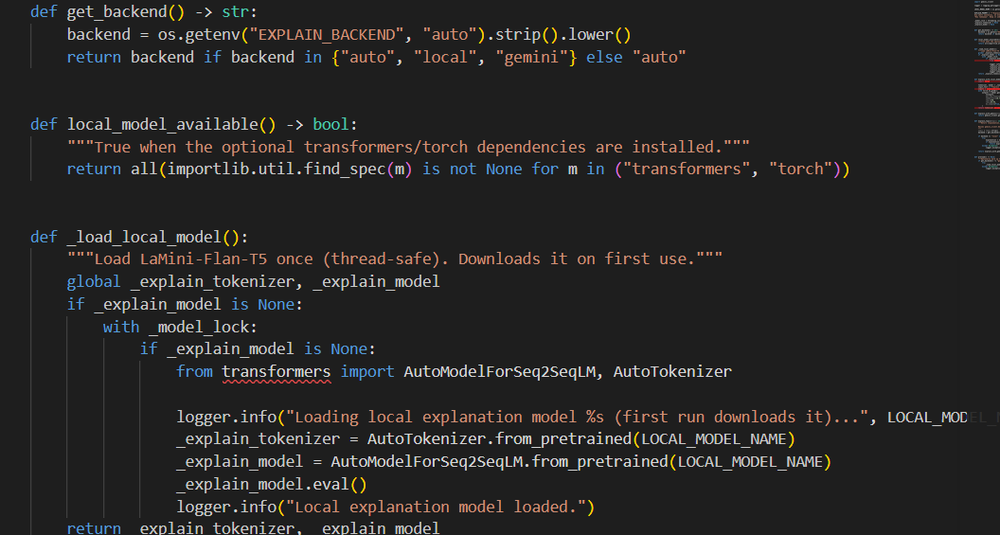 def get_backend() -> str:
    backend = os.getenv("EXPLAIN_BACKEND", "auto").strip().lower()
    return backend if backend in {"auto", "local", "gemini"} else "auto"
def local_model_available() -> bool:
    """True when the optional transformers/torch dependencies are installed."""
    return all(importlib.util.find_spec(m) is not None for m in ("transformers", "torch"))
def _load_local_model():
    """Load LaMini-Flan-T5 once (thread-safe). Downloads it on first use."""
    global _explain_tokenizer, _explain_model
    if _explain_model is None:
        with _model_lock:
            if _explain_model is None:
                from transformers import AutoModelForSeq2SeqLM, AutoTokenizer
                logger.info("Loading local explanation model %s (first run downloads it)...", LOCAL_MODEL
                _explain_tokenizer = AutoTokenizer.from_pretrained(LOCAL_MODEL_NAME)
                _explain_model = AutoModelForSeq2SeqLM.from_pretrained(LOCAL_MODEL_NAME)
                _explain_model.eval()
                logger.info("Local explanation model loaded.")
    return _explain_tokenizer, _explain_model